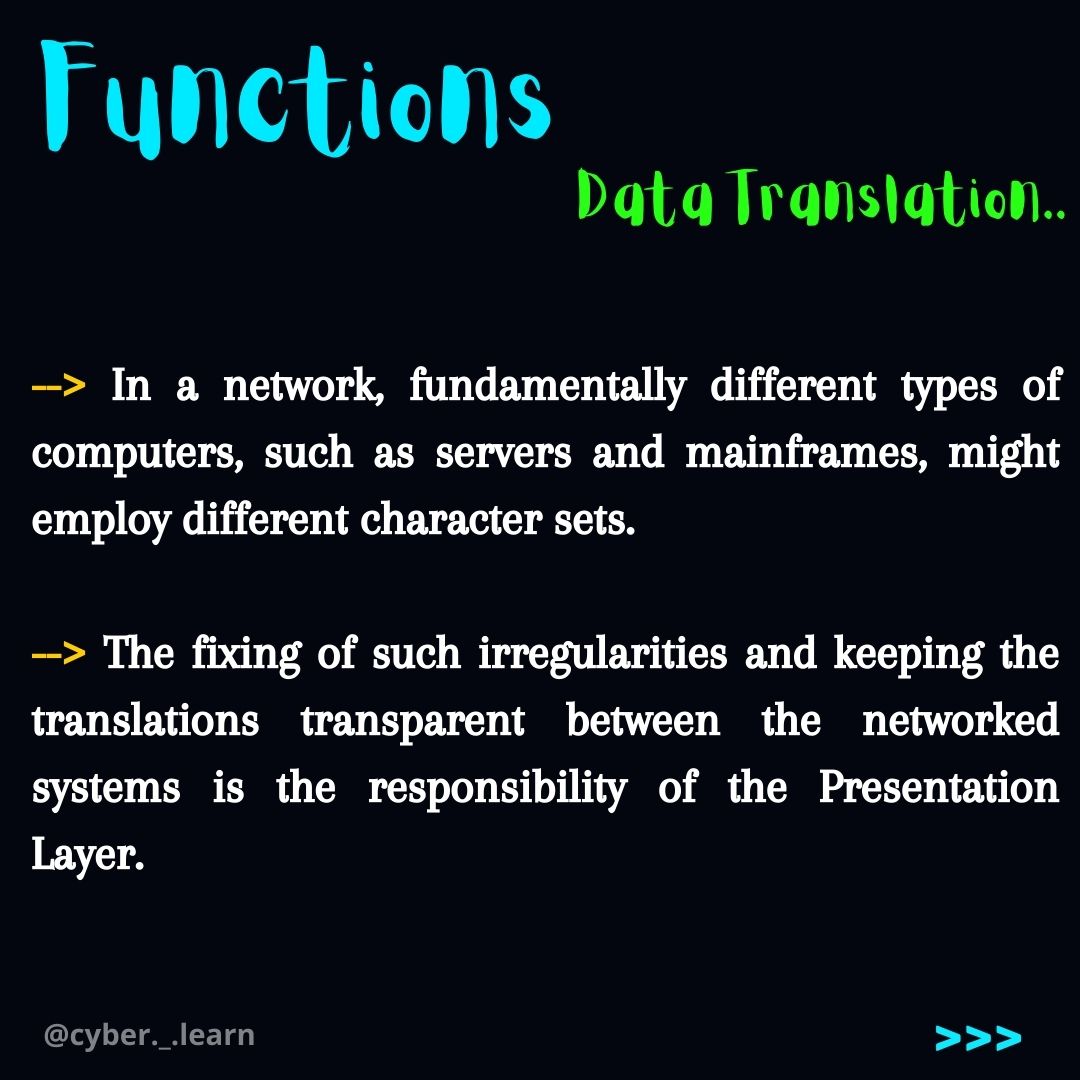 Functions
Data Translation..
--> In a network, fundamentally different types of
computers, such as servers and mainframes, might
employ different character sets.
--> The fixing of such irregularities and keeping the
translations transparent between the networked
systems is the responsibility of the Presentation
Layer.
@cyber._.learn
>>>